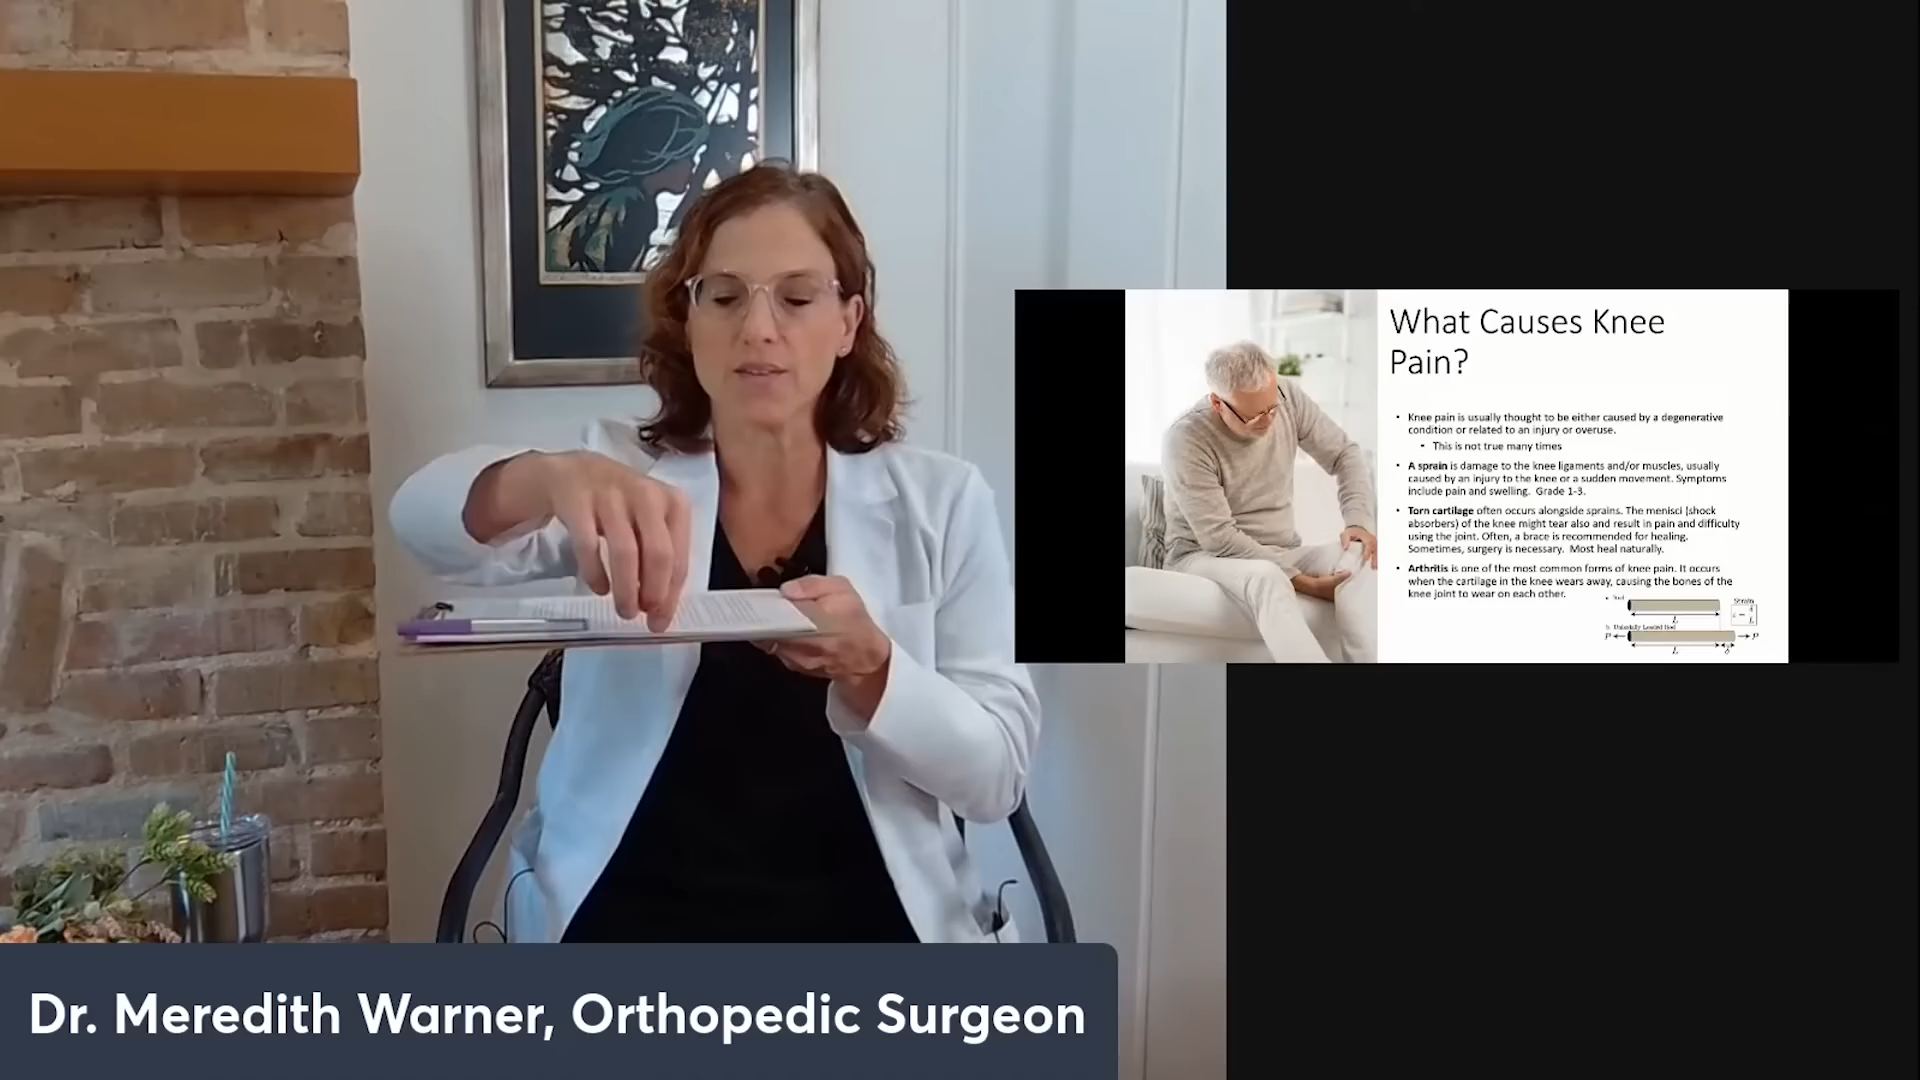 What Causes Knee
Pain?
• Knee pain is usually thought to be either caused by a degenerative
condition or related to an injury or overuse.
• This is not true many times
• A sprain is damage to the knee ligaments and/or muscles, usually
caused by an injury to the knee or a sudden movement. Symptoms
include pain and swelling. Grade 1-3.
• Torn cartilage often occurs alongside sprains. The menisci (shock
absorbers) of the knee might tear also and result in pain and difficulty
using the joint. Often, a brace is recommended for healing.
Sometimes, surgery is necessary. Most heal naturally.
• Arthritis is one of the most common forms of knee pain. It occurs
when the cartilage in the knee wears away, causing the bones of the
knee joint to wear on each other.
Strain
L
P
P
L
δ
Dr. Meredith Warner, Orthopedic Surgeon